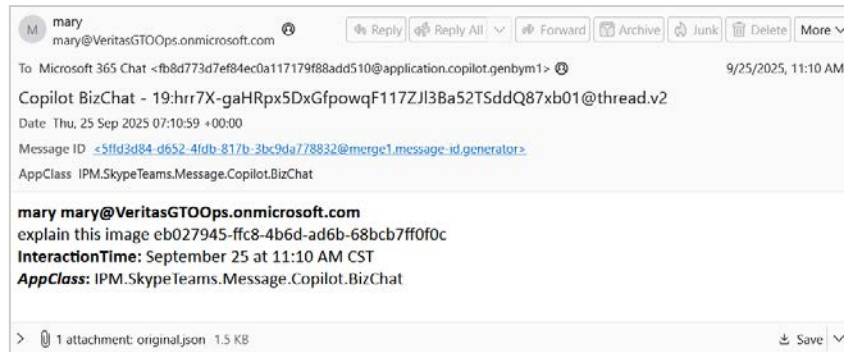 M mary
mary@VeritasGTOOps.onmicrosoft.com
Reply Reply All Forward Archive Junk Delete More
To Microsoft 365 Chat <fb8d773d7ef84ec0a117179f88add510@application.copilot.genbym1> 9/25/2025, 11:10 AM
Copilot BizChat - 19:hrr7X-gaHRpx5DxGfpowqF117ZJl3Ba52TSddQ87xb01@thread.v2
Date Thu, 25 Sep 2025 07:10:59 +00:00
Message ID <5ffd3d84-d652-4fdb-817b-3bc9da778832@merge1.message-id.generator>
AppClass IPM.SkypeTeams.Message.Copilot.BizChat
mary mary@VeritasGTOOps.onmicrosoft.com
explain this image eb027945-ffc8-4b6d-ad6b-68bcb7ff0f0c
InteractionTime: September 25 at 11:10 AM CST
AppClass: IPM.SkypeTeams.Message.Copilot.BizChat
1 attachment: original.json 1.5 KB Save